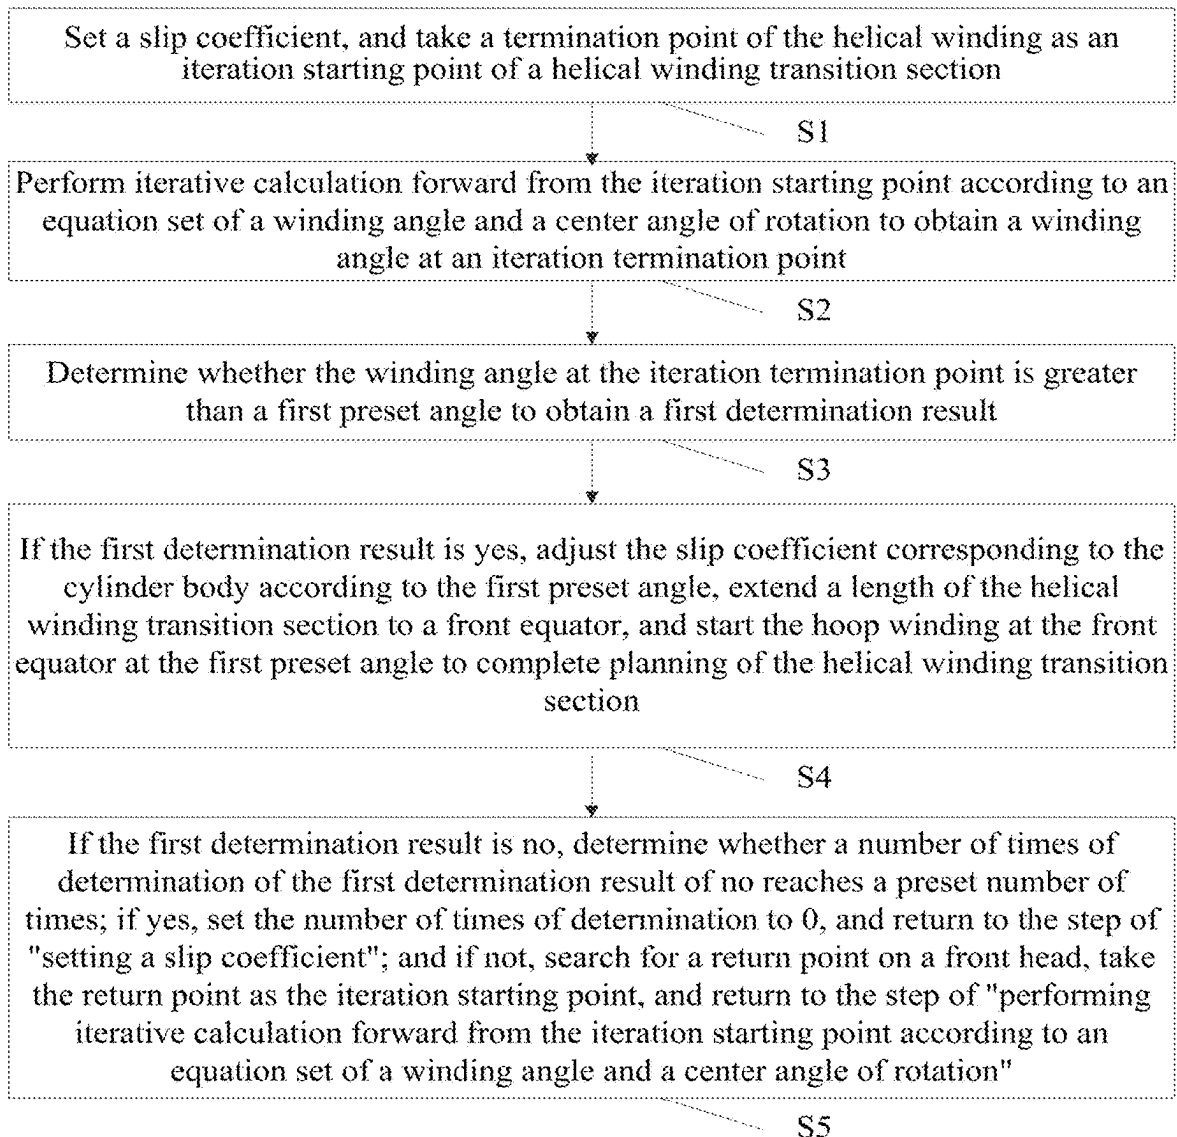 Set a slip coefficient, and take a termination point of the helical winding as an
iteration starting point of a helical winding transition section
S1
Perform iterative calculation forward from the iteration starting point according to an
equation set of a winding angle and a center angle of rotation to obtain a winding
angle at an iteration termination point
S2
Determine whether the winding angle at the iteration termination point is greater
than a first preset angle to obtain a first determination result
S3
If the first determination result is yes, adjust the slip coefficient corresponding to the
cylinder body according to the first preset angle, extend a length of the helical
winding transition section to a front equator, and start the hoop winding at the front
equator at the first preset angle to complete planning of the helical winding transition
section
S4
If the first determination result is no, determine whether a number of times of
determination of the first determination result of no reaches a preset number of
times; if yes, set the number of times of determination to 0, and return to the step of
"setting a slip coefficient"; and if not, search for a return point on a front head, take
the return point as the iteration starting point, and return to the step of "performing
iterative calculation forward from the iteration starting point according to an
equation set of a winding angle and a center angle of rotation"
S5